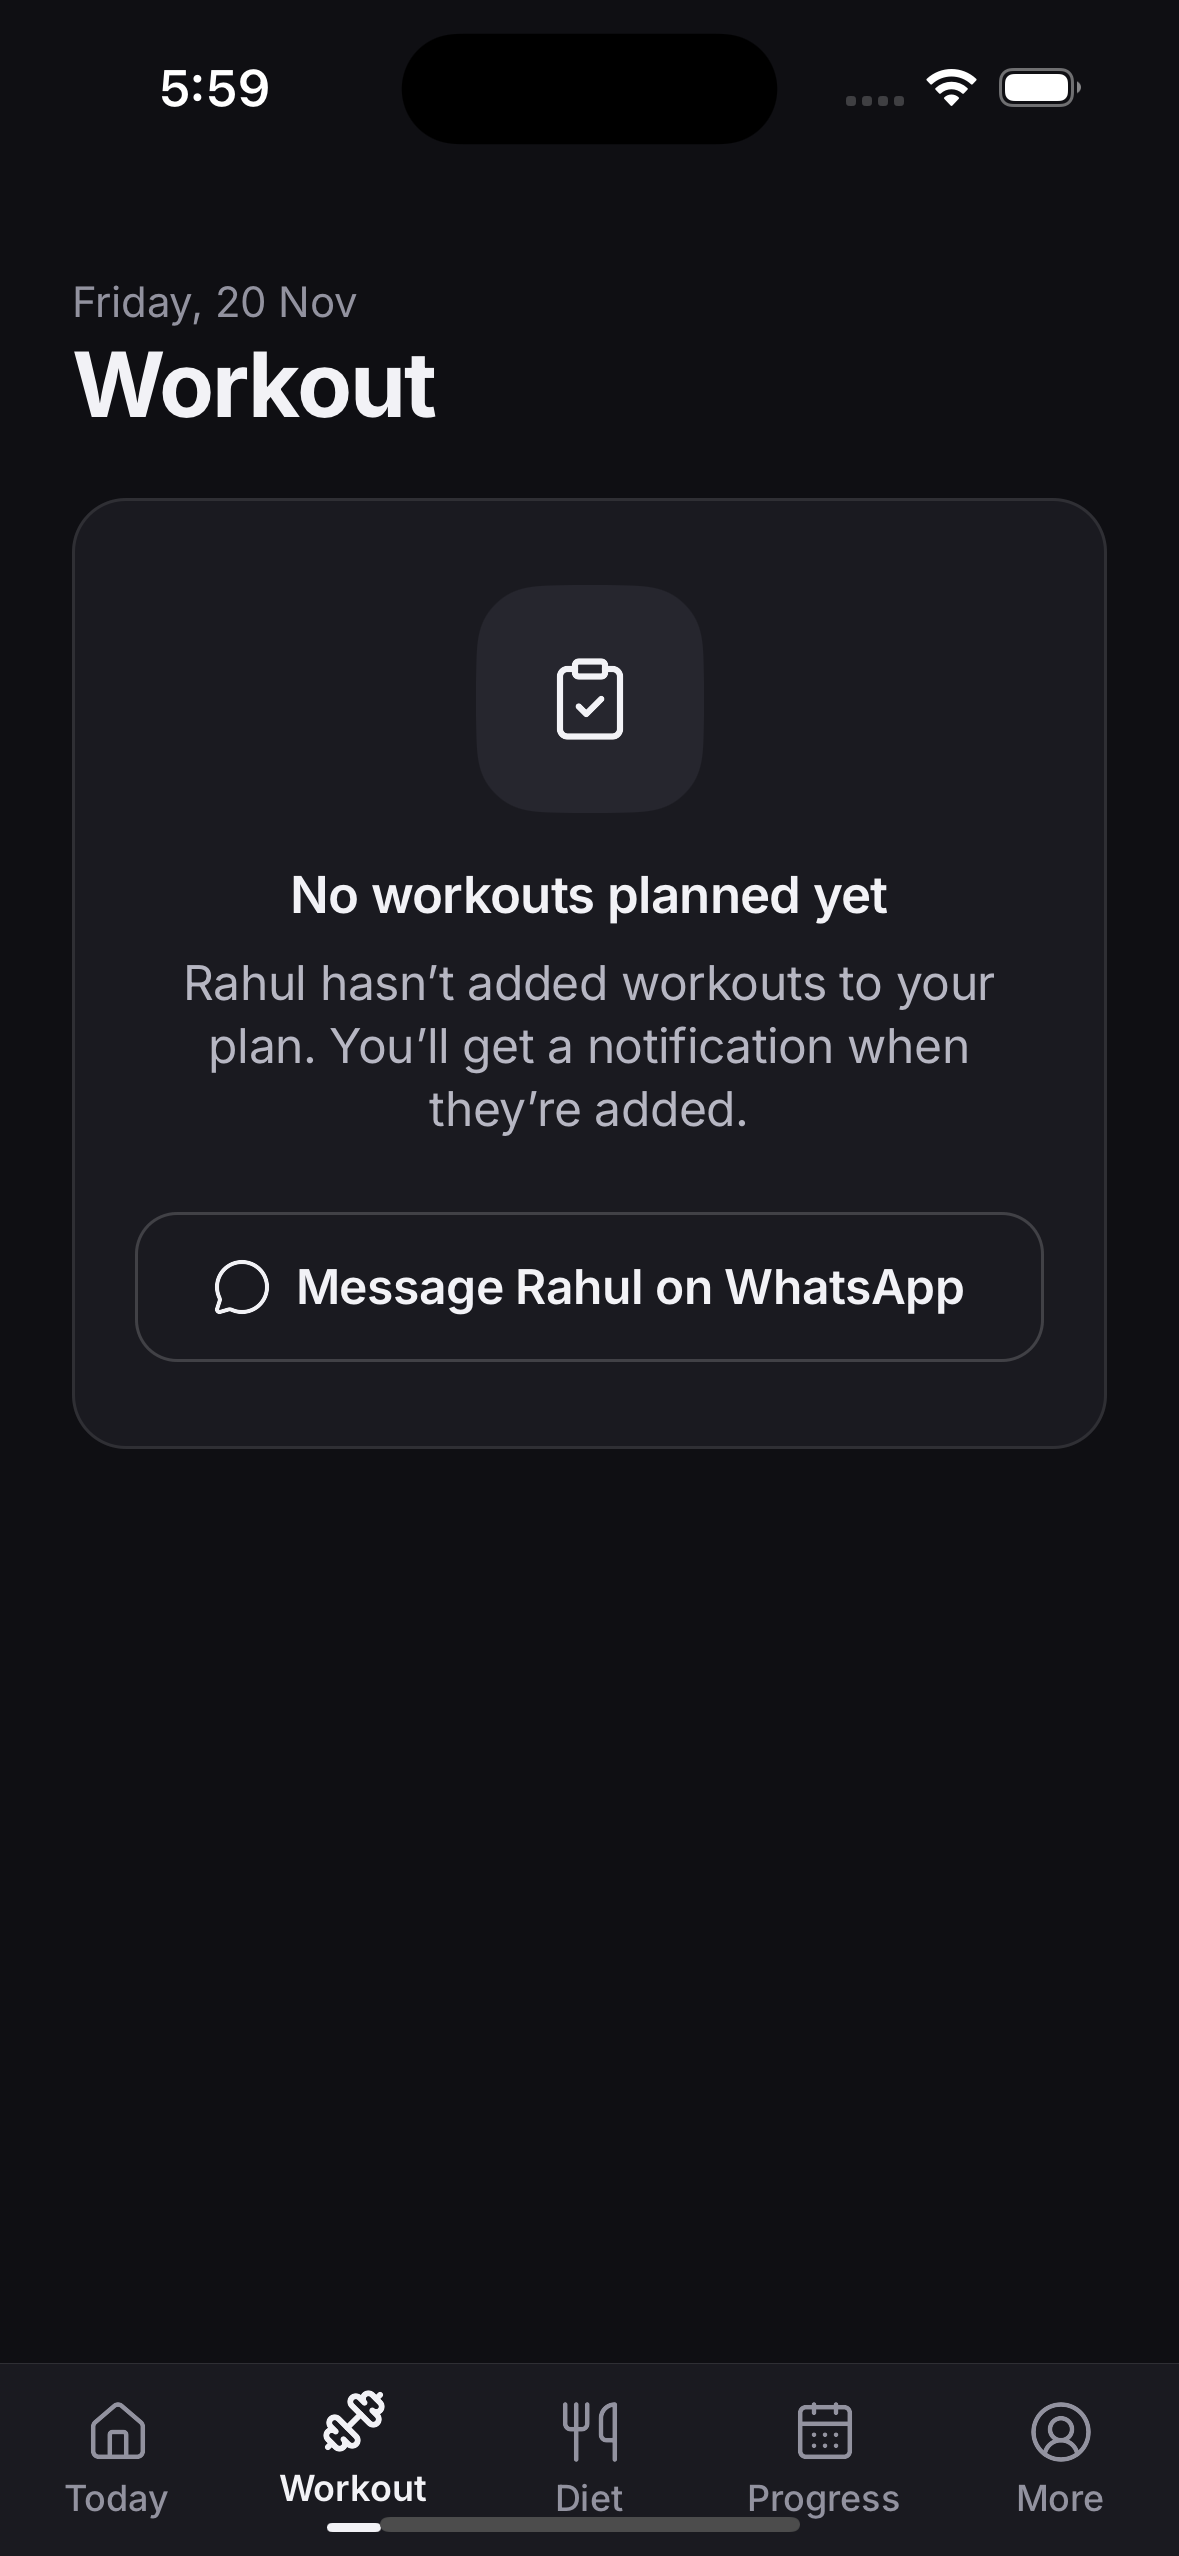 5:59
Friday, 20 Nov
Workout
No workouts planned yet
Rahul hasn’t added workouts to your
plan. You’ll get a notification when
they’re added.
Message Rahul on WhatsApp
Today
Workout
Diet
Progress
More